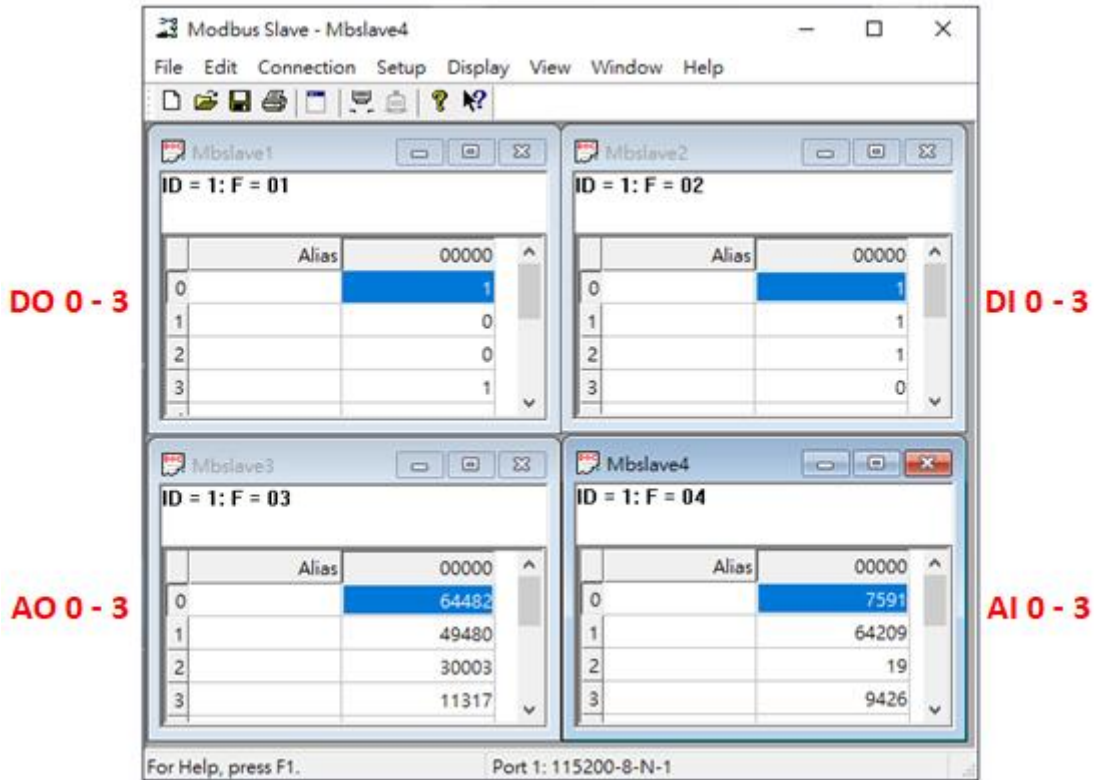 Modbus Slave - Mbslave4
File Edit Connection Setup Display View Window Help
Mbslave1
ID = 1: F = 01
Alias 00000
0 1
1 0
2 0
3 1
DO 0 - 3
Mbslave2
ID = 1: F = 02
Alias 00000
0 1
1 1
2 1
3 0
DI 0 - 3
Mbslave3
ID = 1: F = 03
Alias 00000
0 64482
1 49480
2 30003
3 11317
AO 0 - 3
Mbslave4
ID = 1: F = 04
Alias 00000
0 7591
1 64209
2 19
3 9426
AI 0 - 3
For Help, press F1. Port 1: 115200-8-N-1